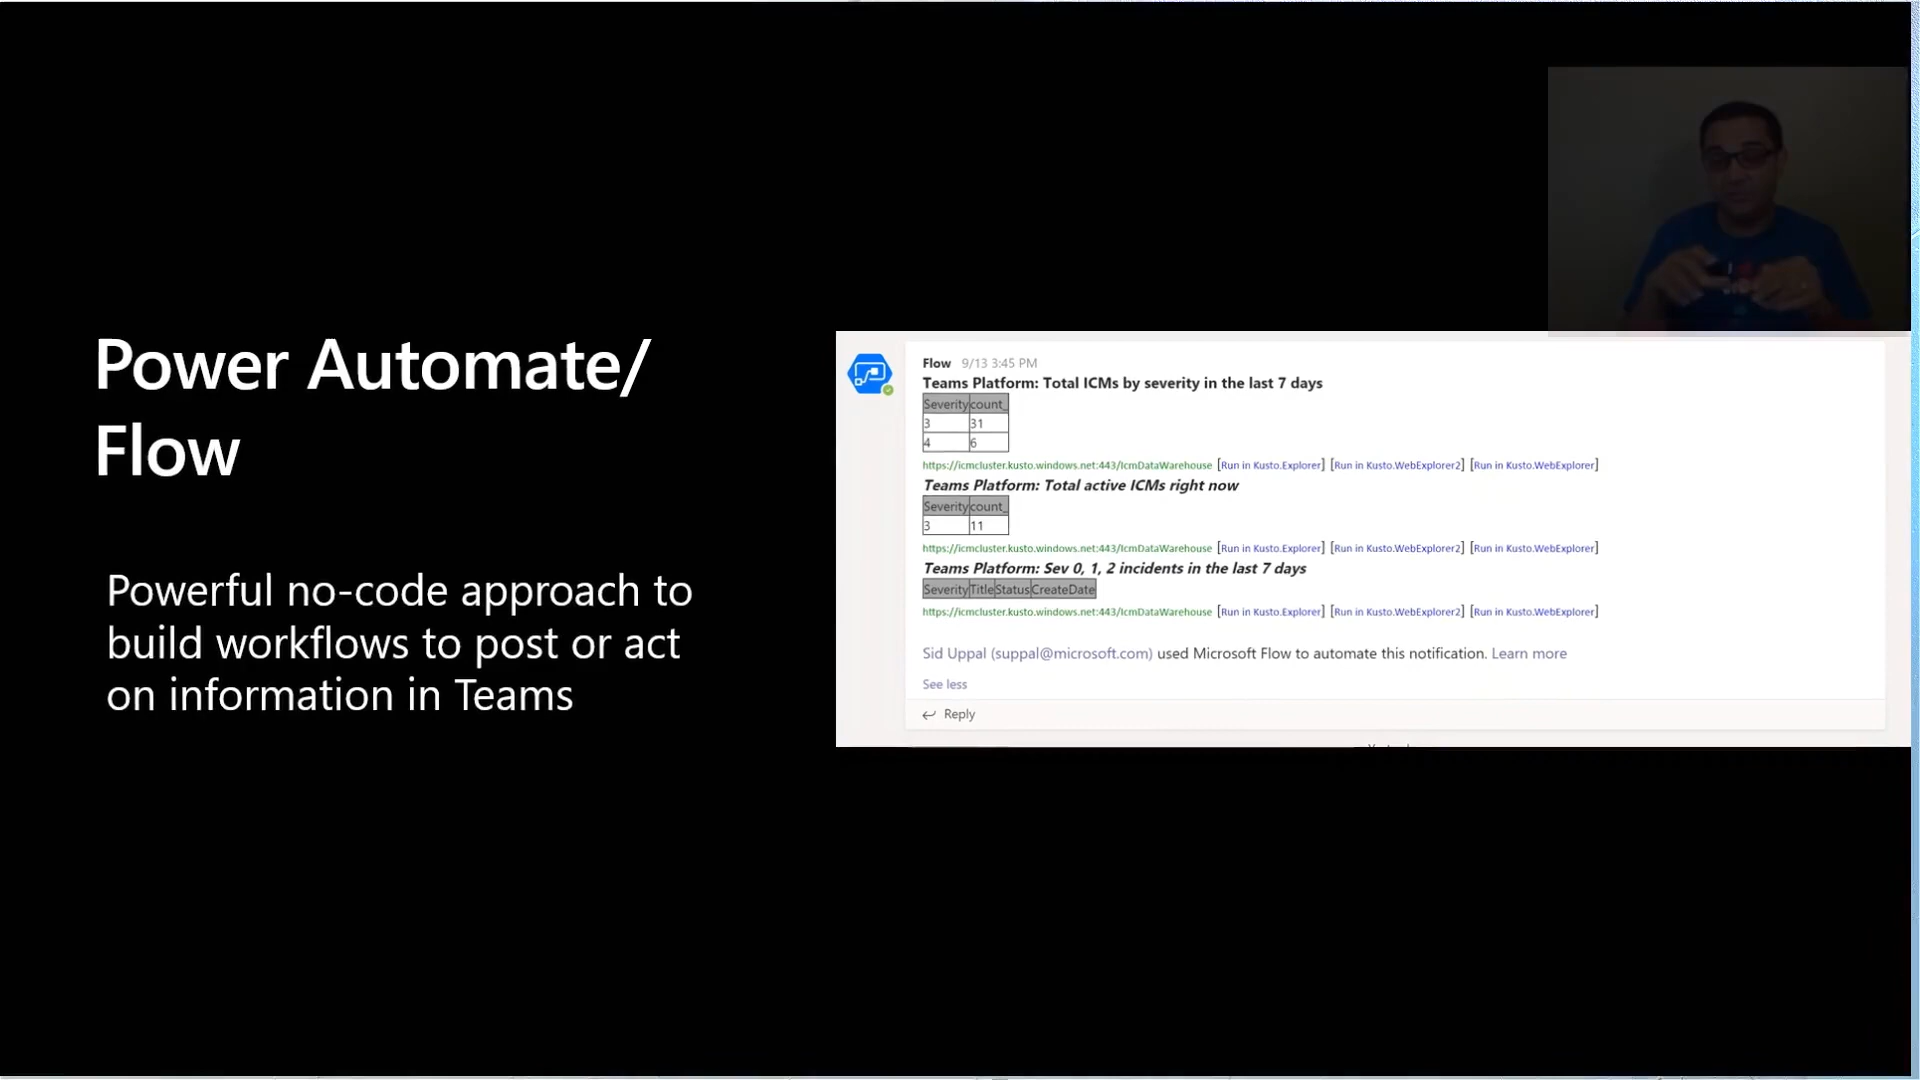 Power Automate/
Flow
Powerful no-code approach to
build workflows to post or act
on information in Teams
Flow 9/13 3:45 PM
Teams Platform: Total ICMs by severity in the last 7 days
Severity count_
3 31
4 6
https://icmcluster.kusto.windows.net:443/IcmDataWarehouse [Run in Kusto.Explorer] [Run in Kusto.WebExplorer2] [Run in Kusto.WebExplorer]
Teams Platform: Total active ICMs right now
Severity count_
3 11
https://icmcluster.kusto.windows.net:443/IcmDataWarehouse [Run in Kusto.Explorer] [Run in Kusto.WebExplorer2] [Run in Kusto.WebExplorer]
Teams Platform: Sev 0, 1, 2 incidents in the last 7 days
Severity Title Status CreateDate
https://icmcluster.kusto.windows.net:443/IcmDataWarehouse [Run in Kusto.Explorer] [Run in Kusto.WebExplorer2] [Run in Kusto.WebExplorer]
Sid Uppal (suppal@microsoft.com) used Microsoft Flow to automate this notification. Learn more
See less
Reply